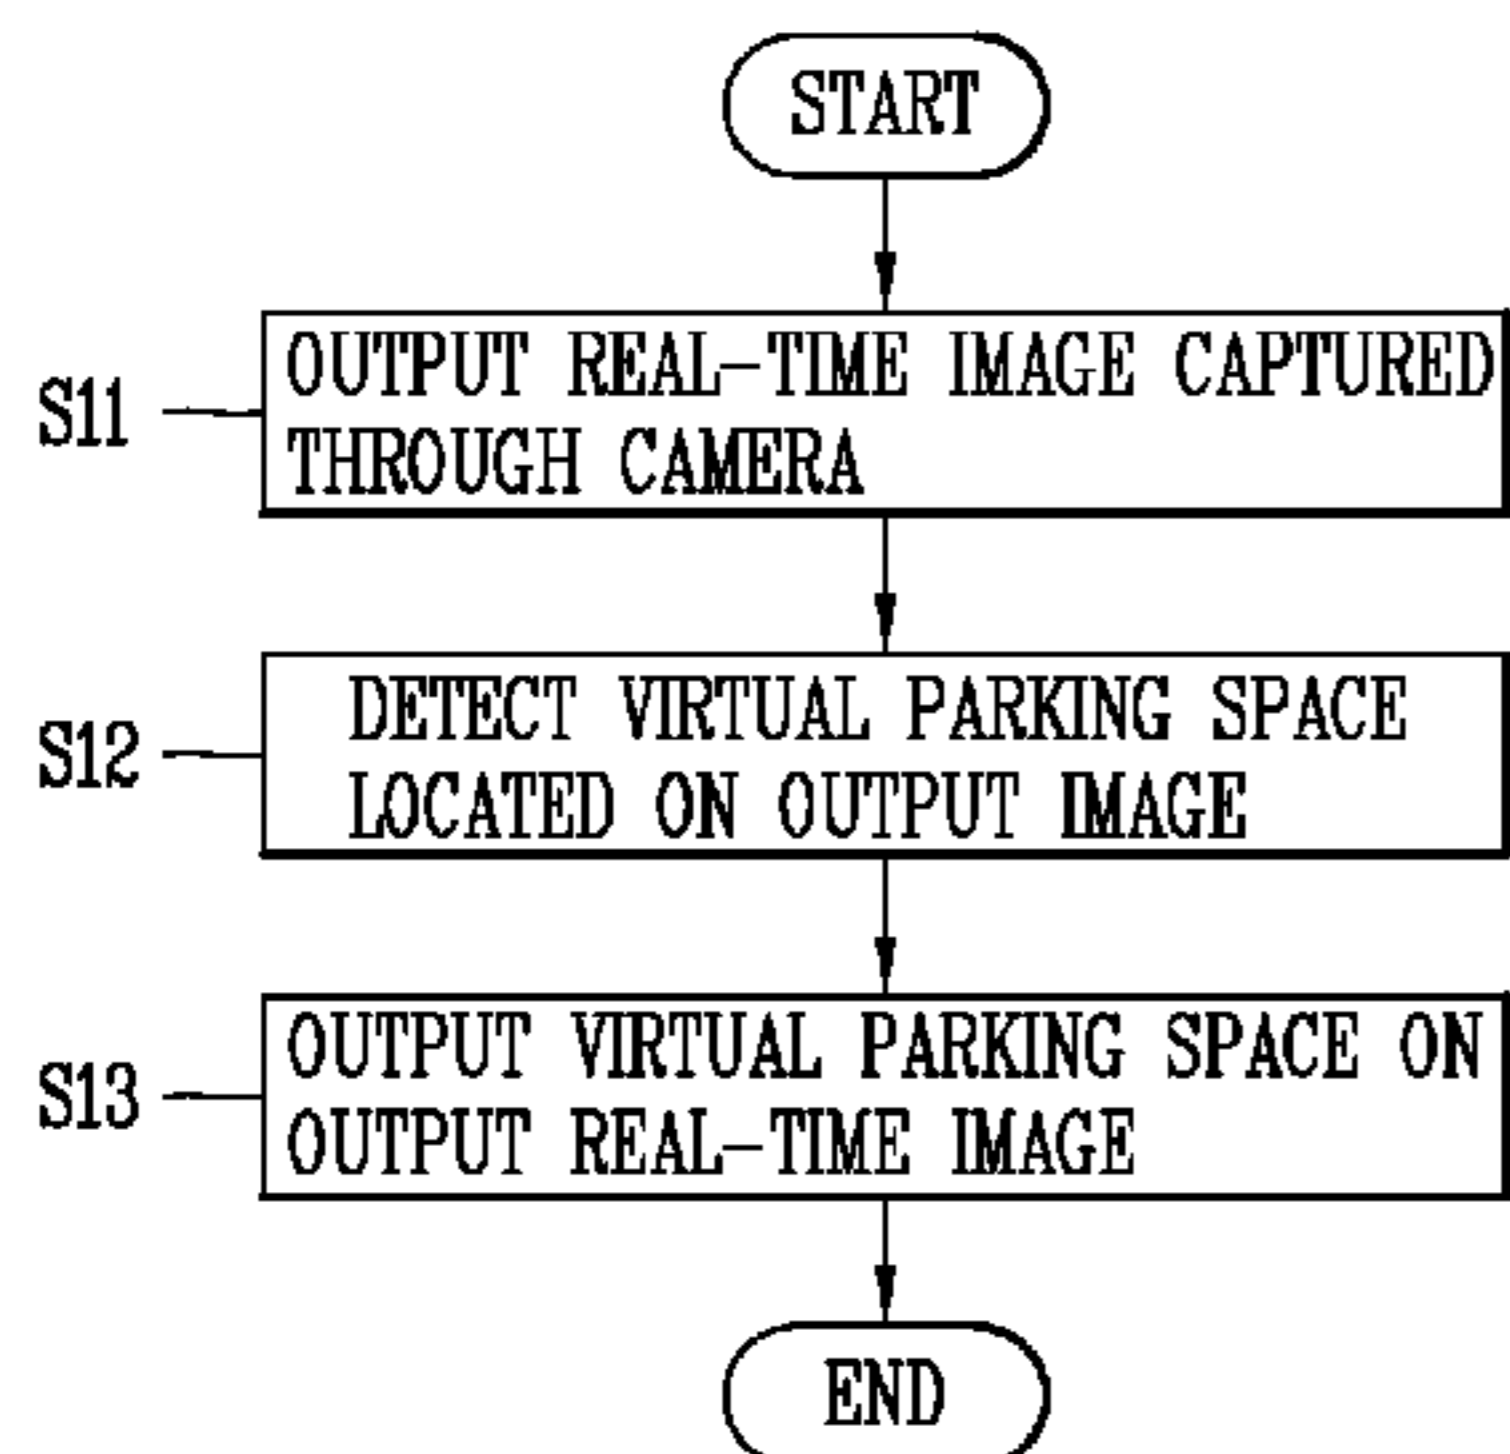 START
S11
OUTPUT REAL-TIME IMAGE CAPTURED
THROUGH CAMERA
S12
DETECT VIRTUAL PARKING SPACE
LOCATED ON OUTPUT IMAGE
S13
OUTPUT VIRTUAL PARKING SPACE ON
OUTPUT REAL-TIME IMAGE
END